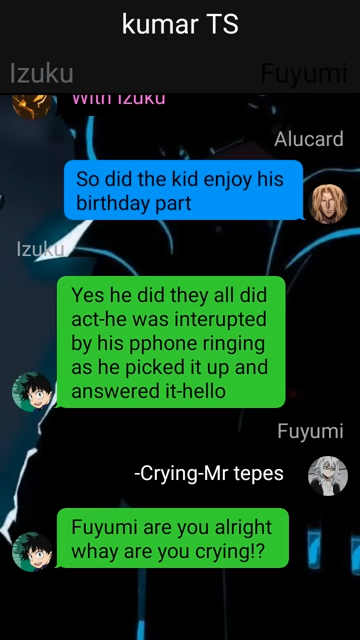 kumar TS
Izuku
Fuyumi
With Izuku
Alucard
So did the kid enjoy his
birthday part
Izuku
Yes he did they all did
act-he was interupted
by his pphone ringing
as he picked it up and
answered it-hello
Fuyumi
-Crying-Mr tepes
Fuyumi are you alright
whay are you crying!?